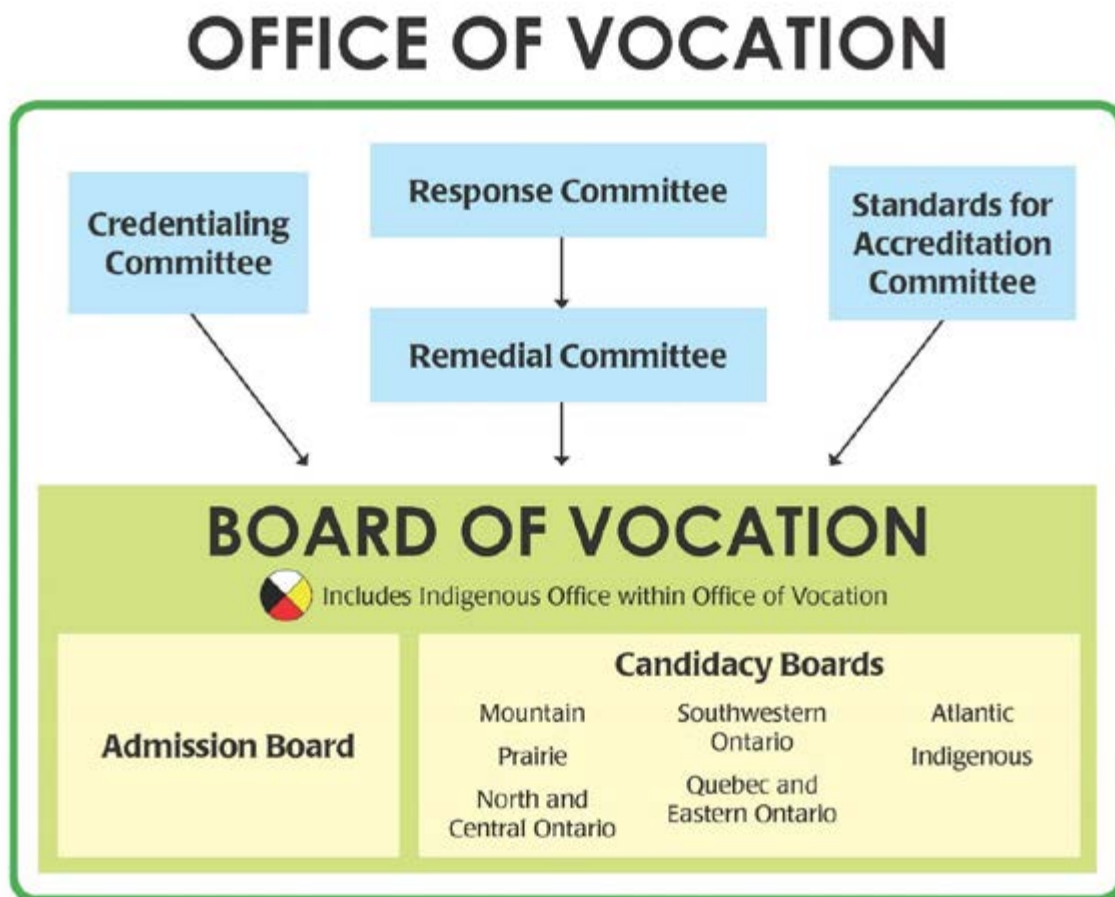 OFFICE OF VOCATION
Credentialing
Committee
Response Committee
Remedial Committee
Standards for
Accreditation
Committee
BOARD OF VOCATION
Includes Indigenous Office within Office of Vocation
Admission Board
Candidacy Boards
Mountain
Prairie
North and
Central Ontario
Southwestern
Ontario
Quebec and
Eastern Ontario
Atlantic
Indigenous